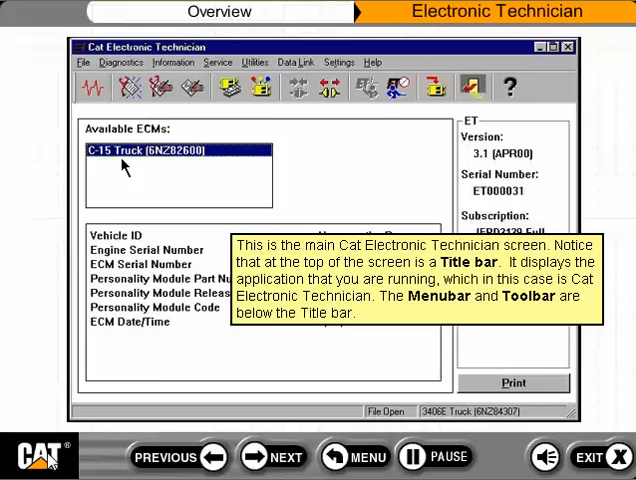 Overview
Electronic Technician
Cat Electronic Technician
File Diagnostics Information Service Utilities Data Link Settings Help
Available ECMs:
C-15 Truck (6NZ82600)
ET
Version:
3.1 (APR00)
Serial Number:
ET000031
Subscription:
Vehicle ID
Engine Serial Number
ECM Serial Number
Personality Module Part Nu
Personality Module Releas
Personality Module Code
ECM Date/Time
This is the main Cat Electronic Technician screen. Notice
that at the top of the screen is a Title bar. It displays the
application that you are running, which in this case is Cat
Electronic Technician. The Menubar and Toolbar are
below the Title bar.
Print
File Open 3406E Truck (6NZ84307)
CAT®
PREVIOUS NEXT MENU PAUSE EXIT X